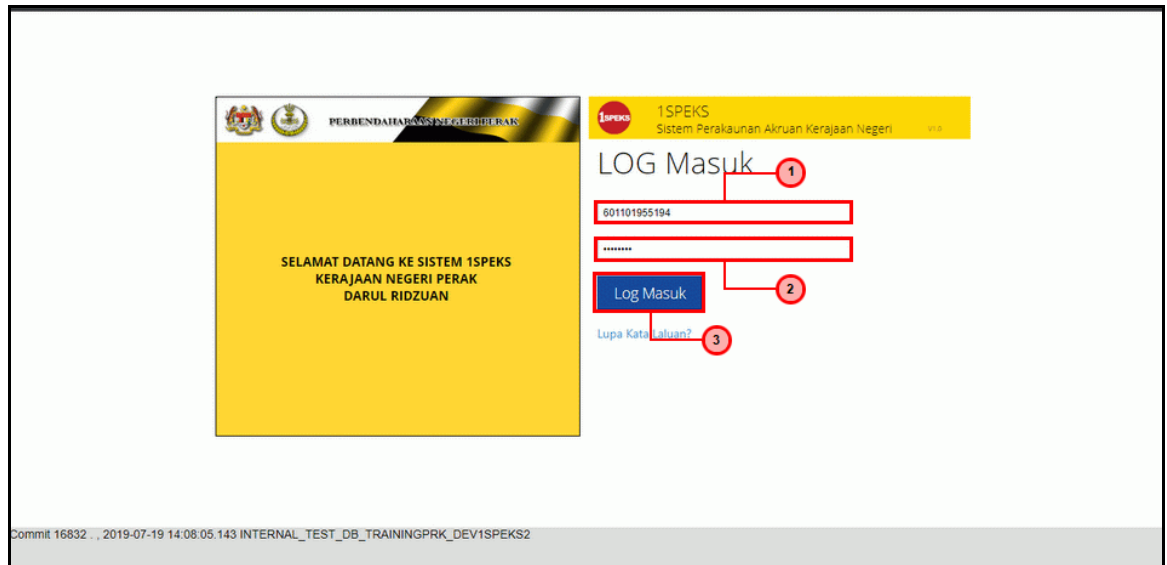 PERBENDAHARAAN NEGERI PERAK
SELAMAT DATANG KE SISTEM 1SPEKS
KERAJAAN NEGERI PERAK
DARUL RIDZUAN
1SPEKS
1SPEKS
Sistem Perakaunan Akruan Kerajaan Negeri
V1.0
LOG Masuk
1
601101955194
••••••••
2
Log Masuk
Lupa Kata Laluan?
3
Commit 16832 . , 2019-07-19 14:08:05.143 INTERNAL_TEST_DB_TRAININGPRK_DEV1SPEKS2